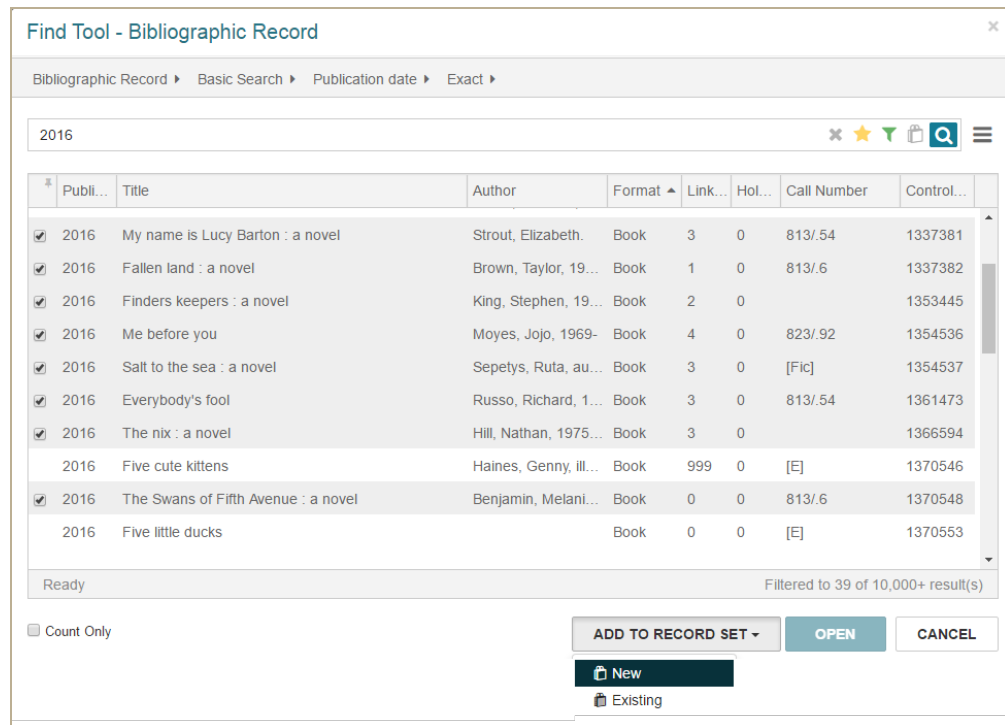 Find Tool - Bibliographic Record
Bibliographic Record Basic Search Publication date Exact
2016
Publi... Title Author Format Link... Hol... Call Number Control...
2016 My name is Lucy Barton : a novel Strout, Elizabeth. Book 3 0 813/.54 1337381
2016 Fallen land : a novel Brown, Taylor, 19... Book 1 0 813/.6 1337382
2016 Finders keepers : a novel King, Stephen, 19... Book 2 0 1353445
2016 Me before you Moyes, Jojo, 1969- Book 4 0 823/.92 1354536
2016 Salt to the sea : a novel Sepetys, Ruta, au... Book 3 0 [Fic] 1354537
2016 Everybody's fool Russo, Richard, 1... Book 3 0 813/.54 1361473
2016 The nix : a novel Hill, Nathan, 1975... Book 3 0 1366594
2016 Five cute kittens Haines, Genny, ill... Book 999 0 [E] 1370546
2016 The Swans of Fifth Avenue : a novel Benjamin, Melani... Book 0 0 813/.6 1370548
2016 Five little ducks Book 0 0 [E] 1370553
Ready Filtered to 39 of 10,000+ result(s)
Count Only ADD TO RECORD SET OPEN CANCEL
New
Existing